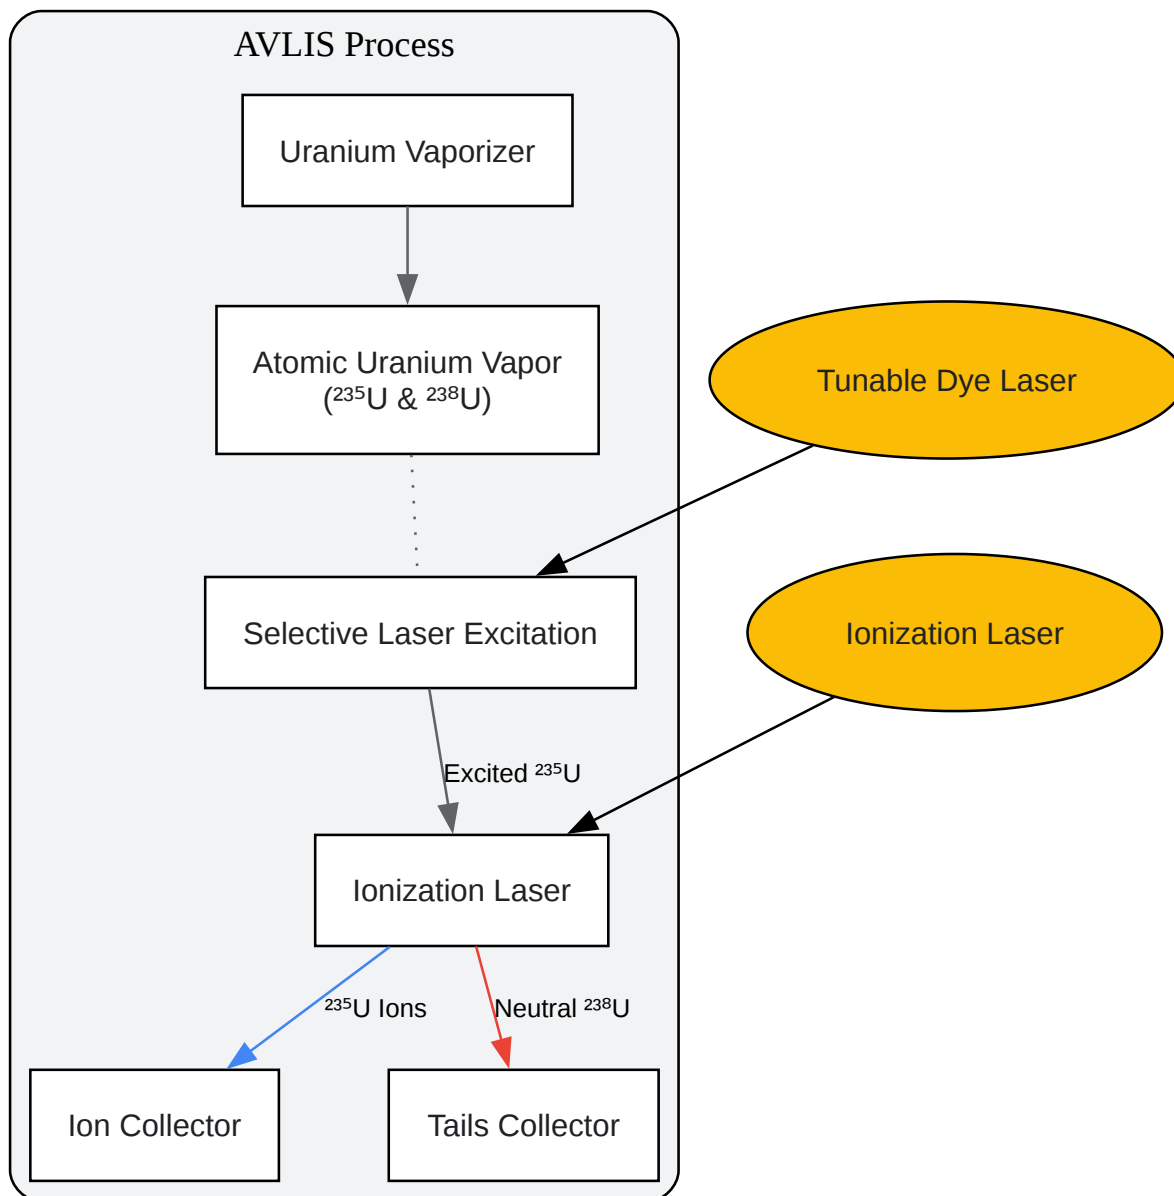 AVLIS Process
Uranium Vaporizer
Atomic Uranium Vapor
(²³⁵U & ²³⁸U)
Tunable Dye Laser
Selective Laser Excitation
Ionization Laser
Excited ²³⁵U
Ionization Laser
²³⁵U Ions
Neutral ²³⁸U
Ion Collector
Tails Collector